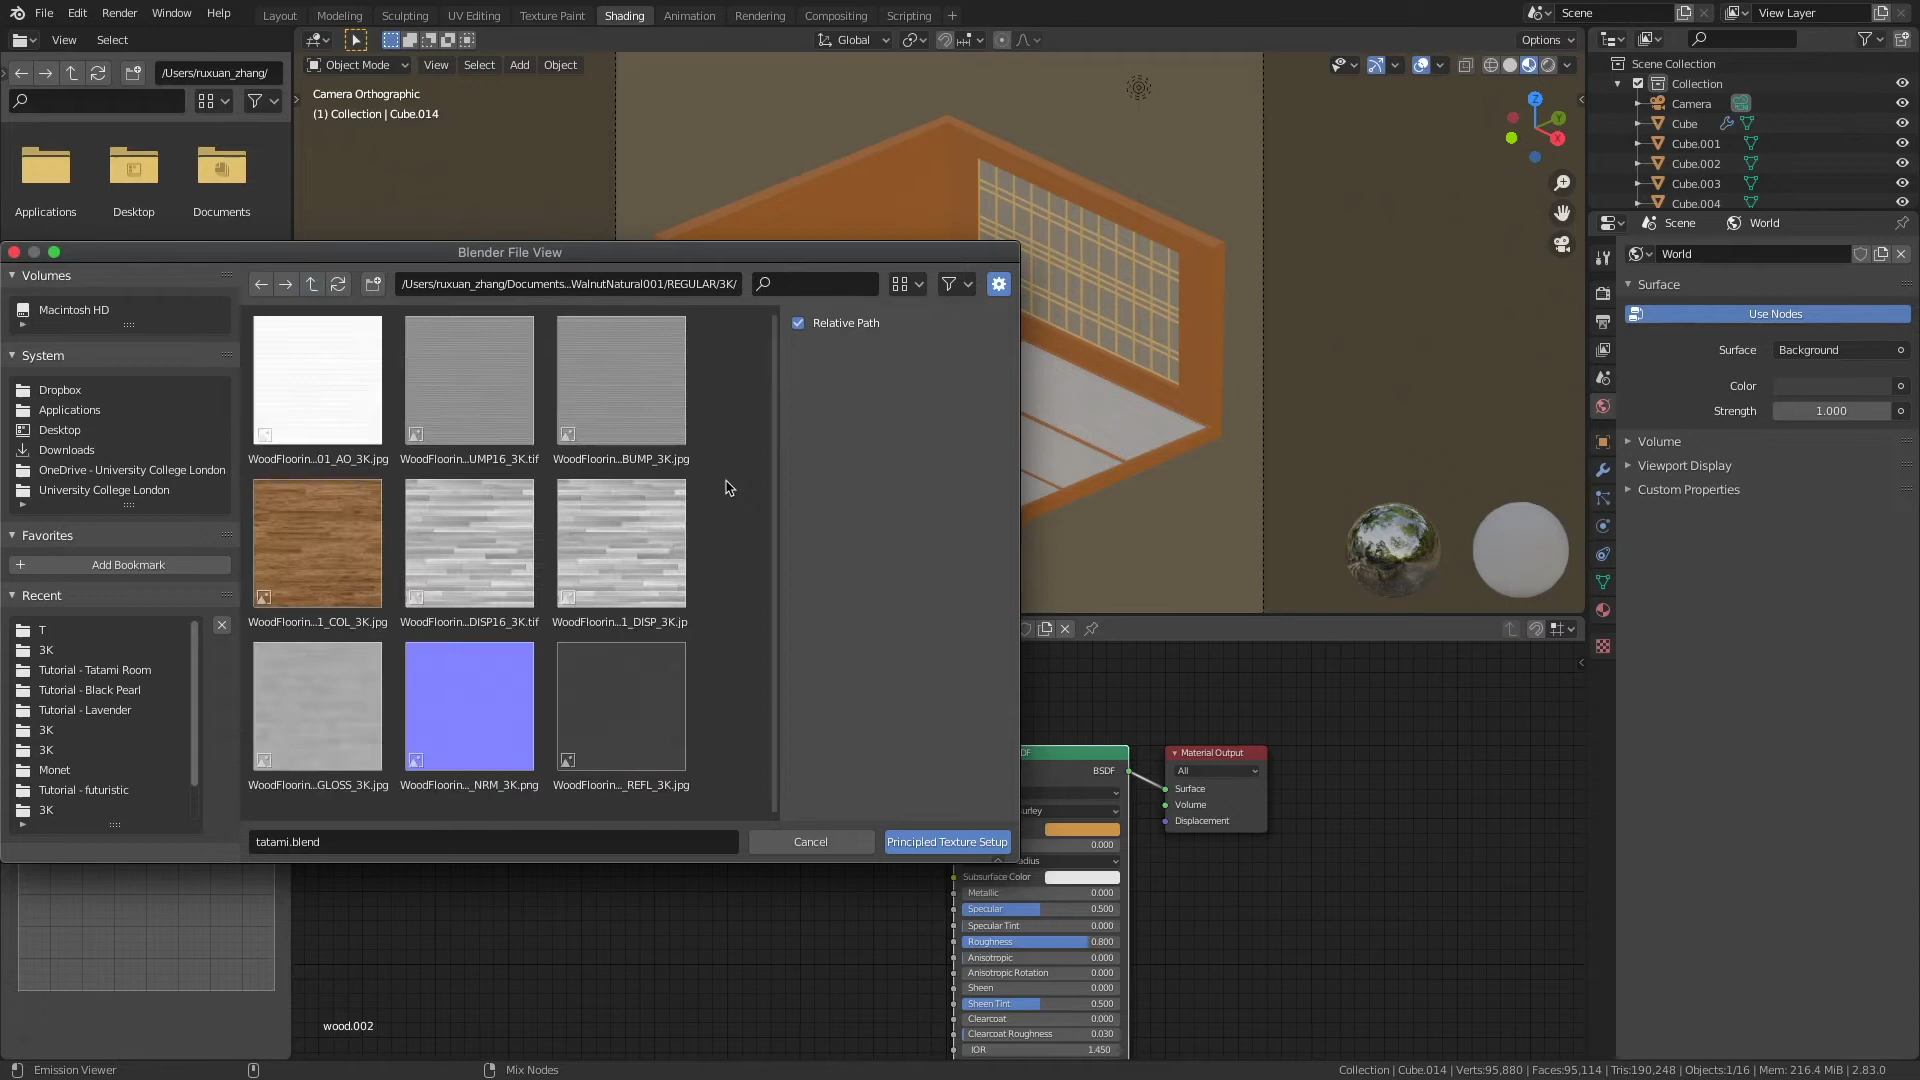 File Edit Render Window Help
Layout Modeling Sculpting UV Editing Texture Paint Shading Animation Rendering Compositing Scripting +
Scene
View Layer
View Select
Global
Options
/Users/ruxuan_zhang/
Object Mode View Select Add Object
Camera Orthographic
(1) Collection | Cube.014
Z
Y
X
Applications
Desktop
Documents
Scene Collection
Collection
Camera
Cube
Cube.001
Cube.002
Cube.003
Cube.004
Scene
World
World
Surface
Use Nodes
Surface Background
Color
Strength 1.000
Volume
Viewport Display
Custom Properties
Blender File View
Volumes
Macintosh HD
System
Dropbox
Applications
Desktop
Downloads
OneDrive - University College London
University College London
Favorites
Add Bookmark
Recent
T
3K
Tutorial - Tatami Room
Tutorial - Black Pearl
Tutorial - Lavender
3K
3K
Monet
Tutorial - futuristic
3K
/Users/ruxuan_zhang/Documents...WalnutNatural001/REGULAR/3K/
Relative Path
WoodFloorin...01_AO_3K.jpg
WoodFloorin...UMP16_3K.tif
WoodFloorin...BUMP_3K.jpg
WoodFloorin...1_COL_3K.jpg
WoodFloorin...DISP16_3K.tif
WoodFloorin...1_DISP_3K.jp
WoodFloorin...GLOSS_3K.jpg
WoodFloorin..._NRM_3K.png
WoodFloorin..._REFL_3K.jpg
tatami.blend
Cancel
Principled Texture Setup
DF
BSDF
urley
0.000
adius
Subsurface Color
Metallic 0.000
Specular 0.500
Specular Tint 0.000
Roughness 0.800
Anisotropic 0.000
Anisotropic Rotation 0.000
Sheen 0.000
Sheen Tint 0.500
Clearcoat 0.000
Clearcoat Roughness 0.030
IOR 1.450
Material Output
All
Surface
Volume
Displacement
wood.002
Emission Viewer
Mix Nodes
Collection | Cube.014 | Verts:95,880 | Faces:95,114 | Tris:190,248 | Objects:1/16 | Mem: 216.4 MiB | 2.83.0